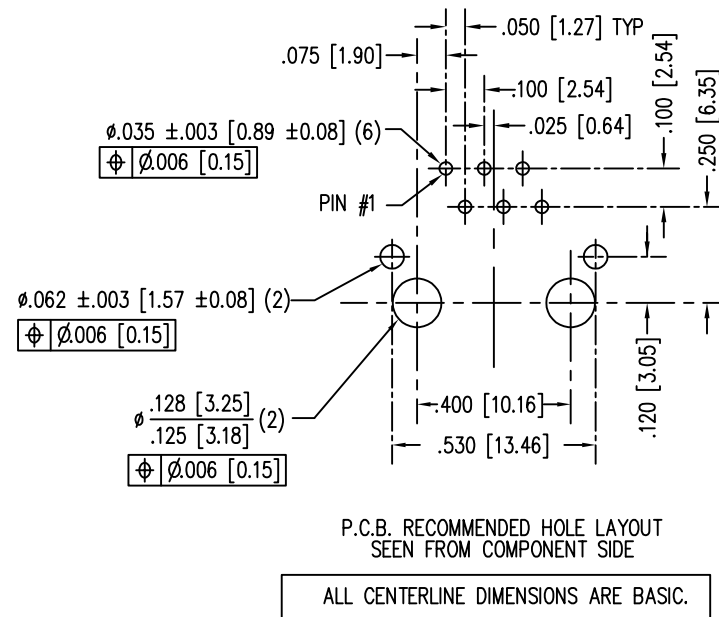 .050 [1.27] TYP
.075 [1.90]
.100 [2.54]
.025 [0.64]
.100 [2.54]
.250 [6.35]
ø.035 ±.003 [0.89 ±0.08] (6)
⌖ Ø.006 [0.15]
PIN #1
ø.062 ±.003 [1.57 ±0.08] (2)
⌖ Ø.006 [0.15]
.120 [3.05]
ø .128 [3.25]
.125 [3.18] (2)
⌖ Ø.006 [0.15]
.400 [10.16]
.530 [13.46]
P.C.B. RECOMMENDED HOLE LAYOUT
SEEN FROM COMPONENT SIDE
ALL CENTERLINE DIMENSIONS ARE BASIC.